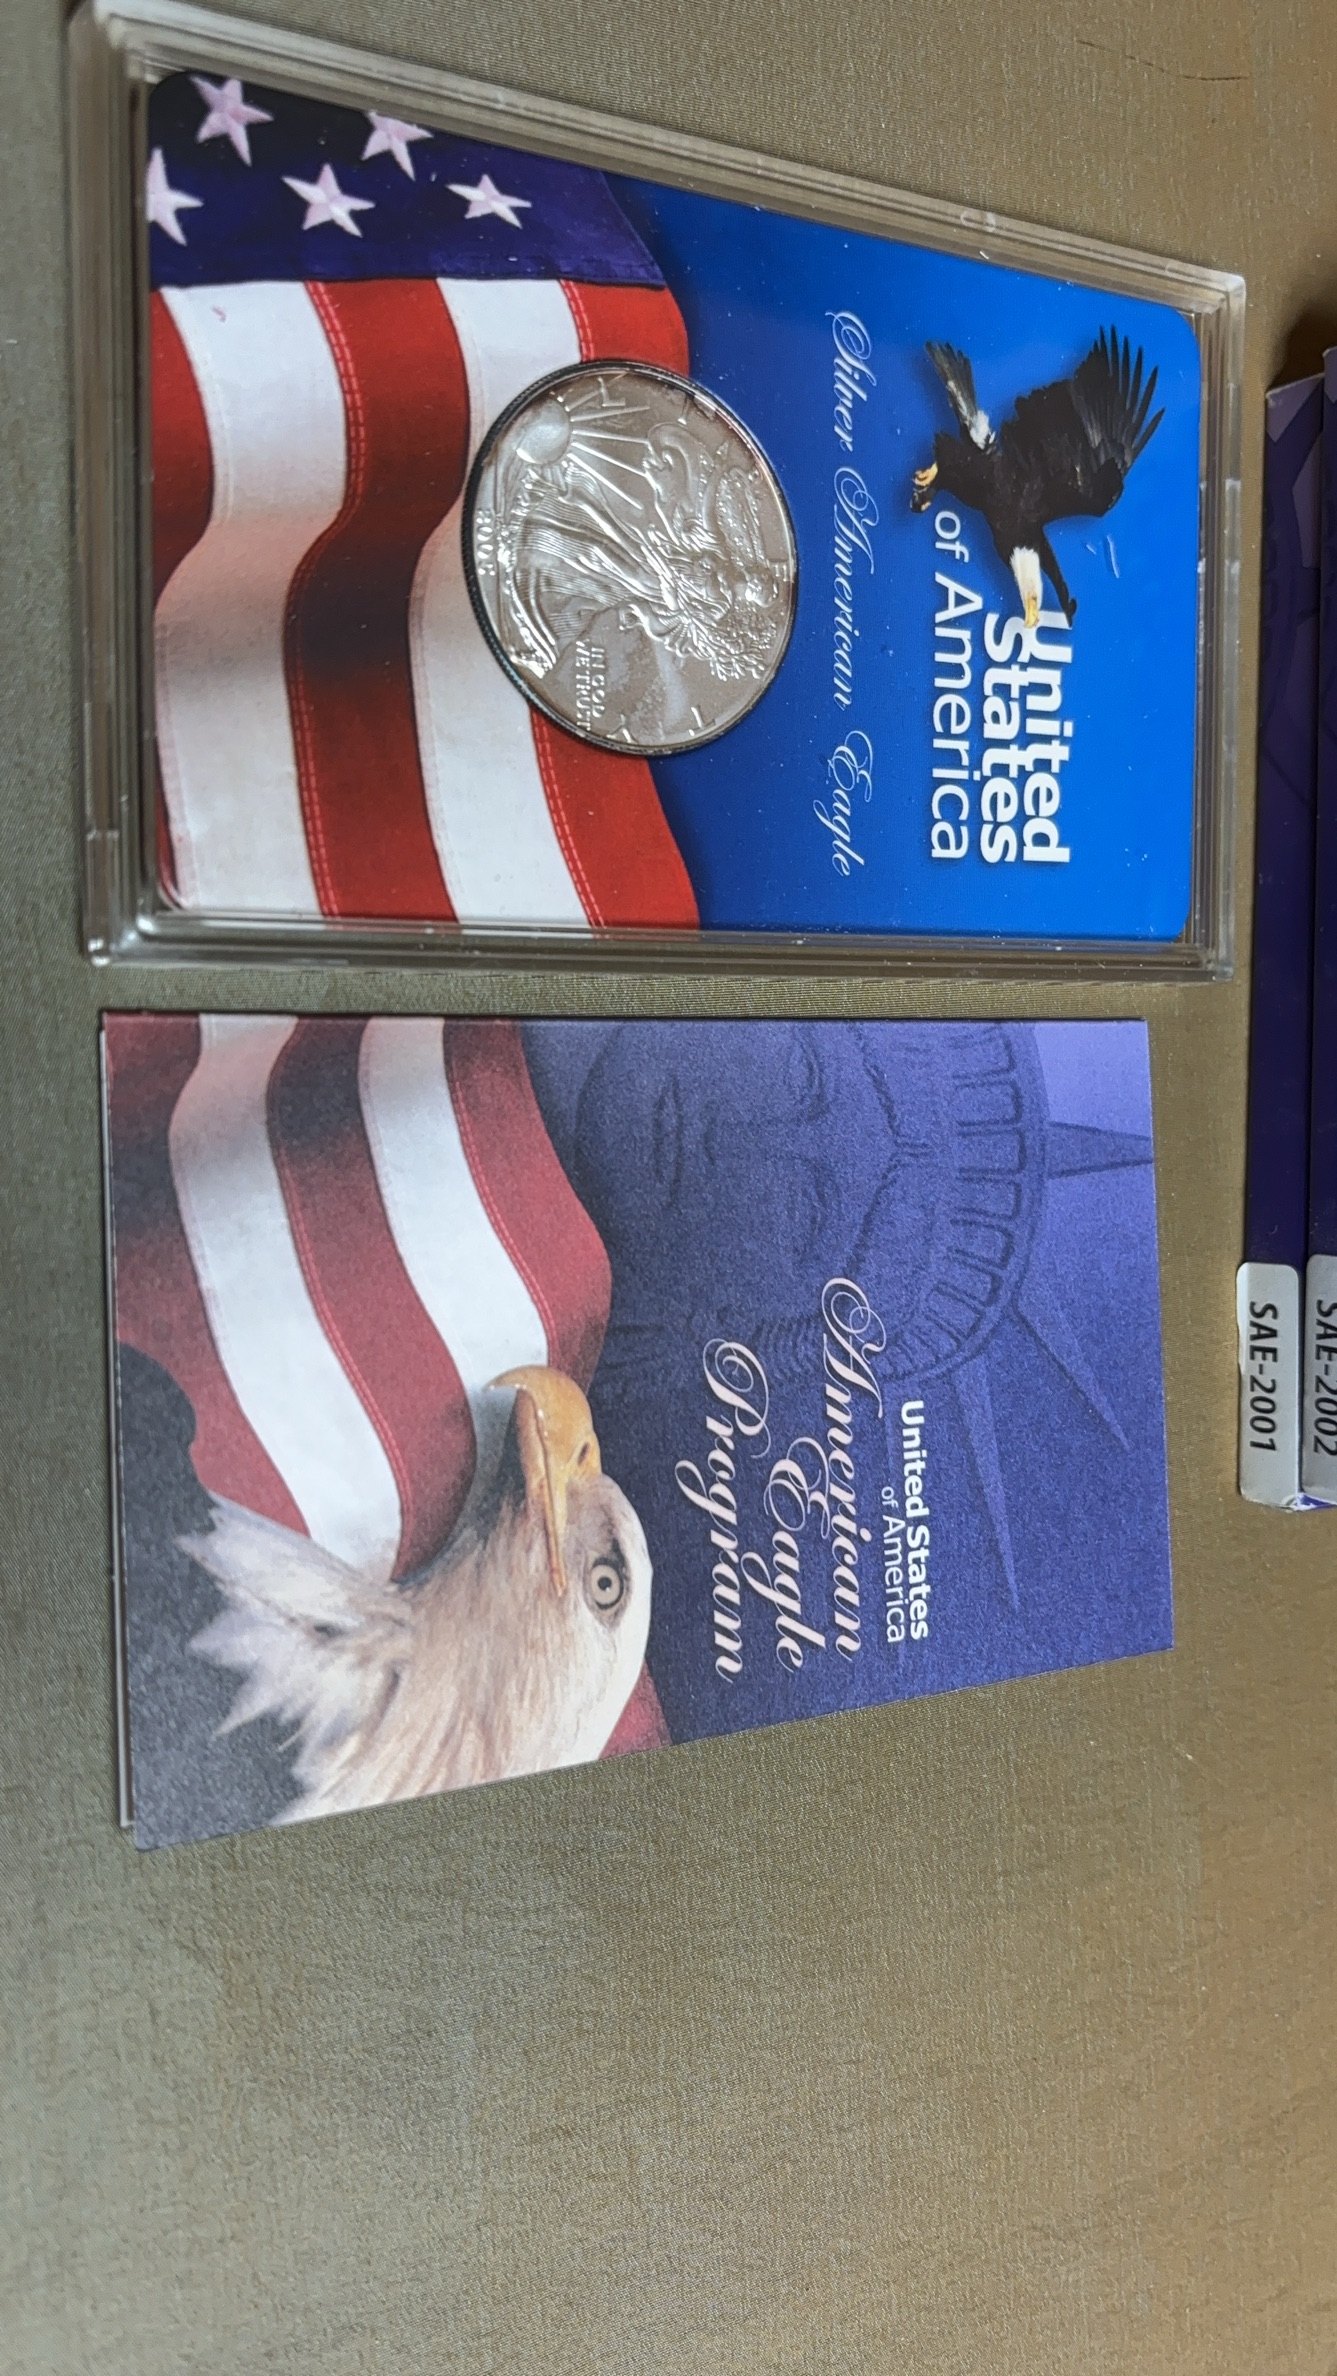 United
States
of America
Silver American Eagle
LIBERTY
IN GOD
WE TRUST
United States
of America
American
Eagle
Program
SAE-2002
SAE-2001